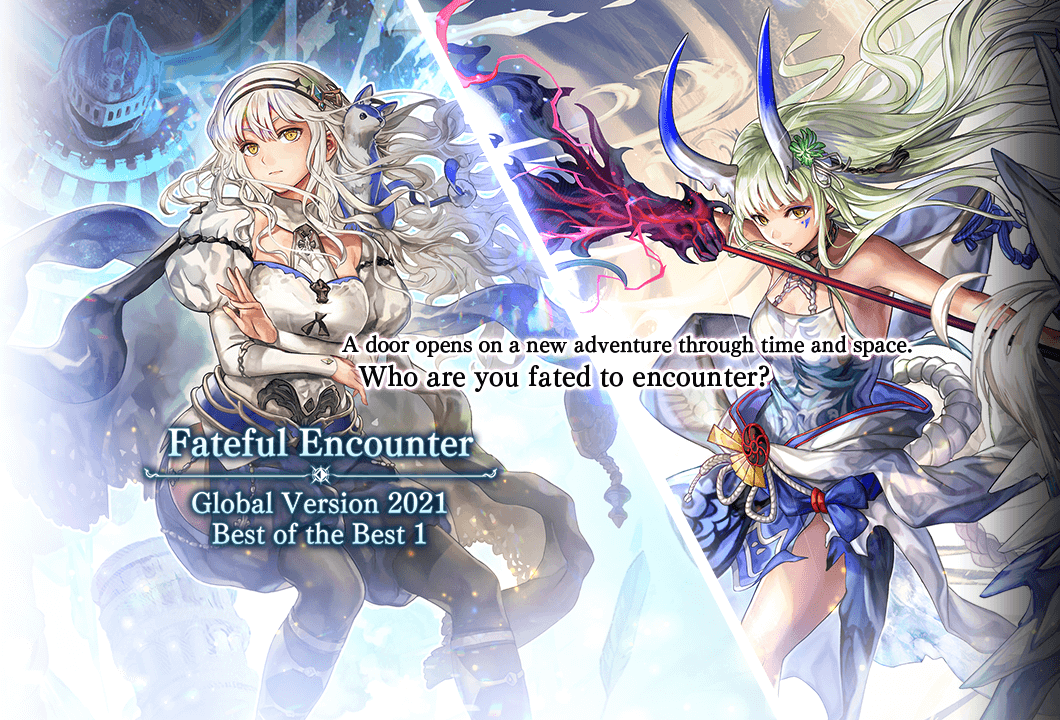 A door opens on a new adventure through time and space.
Who are you fated to encounter?
Fateful Encounter
Global Version 2021
Best of the Best 1